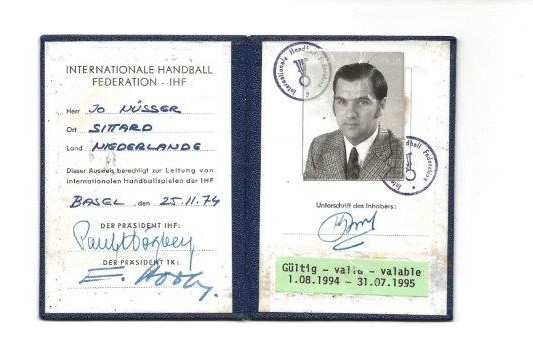 INTERNATIONALE HANDBALL
FEDERATION - IHF
Herr JO NÜSSER
Ort SITTARD
Land NIEDERLANDE
Dieser Ausweis berechtigt zur Leitung von
internationalen Handballspielen der IHF
BASEL, den 25.11.74
DER PRÄSIDENT IHF:
DER PRÄSIDENT TK:
Internationale Handball
Handball Federation
Unterschrift des Inhabers:
Gültig - valid - valable
1.08.1994 - 31.07.1995